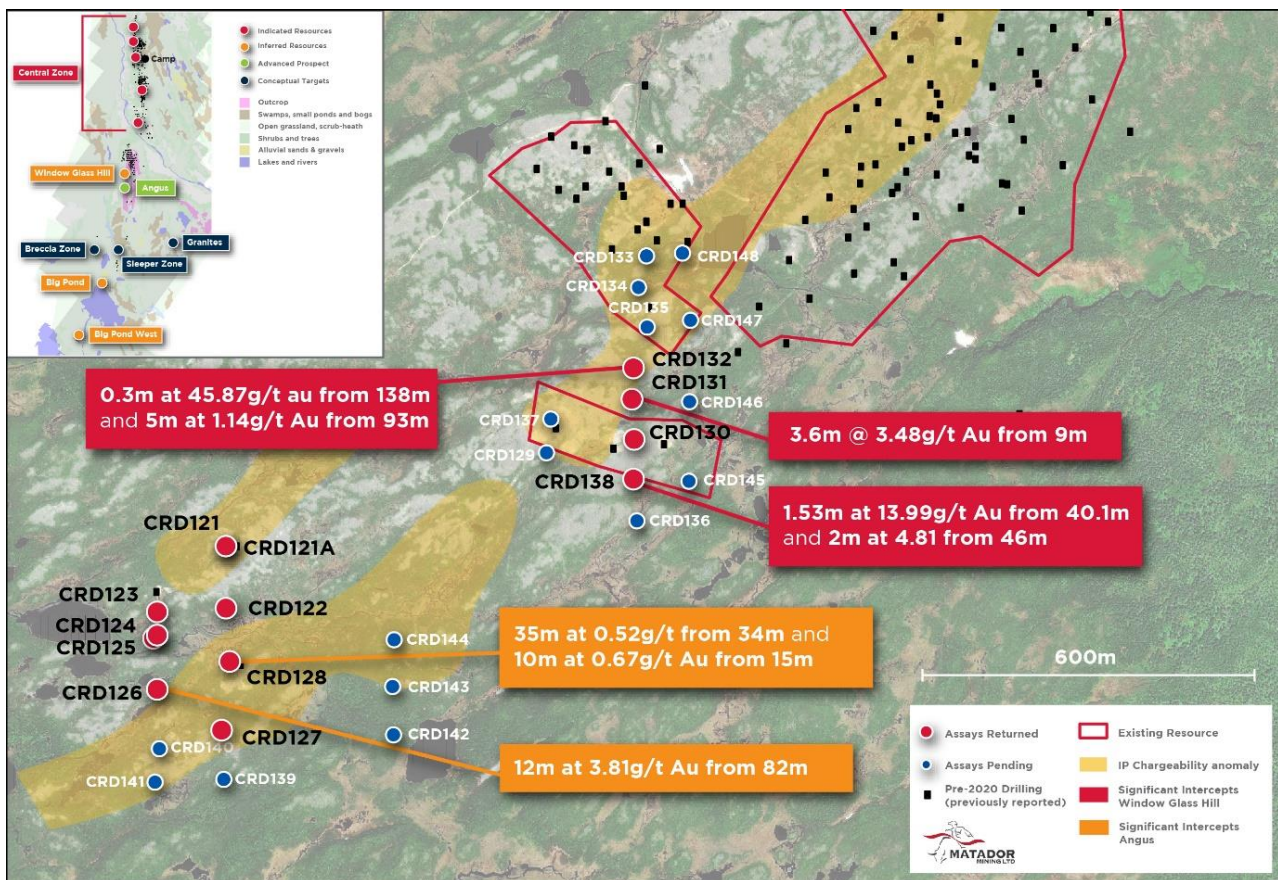 Central Zone
Camp
Window Glass Hill
Angus
Breccia Zone
Sleeper Zone
Granites
Big Pond
Big Pond West
Indicated Resources
Inferred Resources
Advanced Prospect
Conceptual Targets
Outcrop
Swamps, small ponds and bogs
Open grassland, scrub-heath
Shrubs and trees
Alluvial sands & gravels
Lakes and rivers
CRD133
CRD148
CRD134
CRD135
CRD147
CRD132
CRD131
CRD146
CRD137
CRD130
CRD129
CRD138
CRD145
CRD136
0.3m at 45.87g/t au from 138m
and 5m at 1.14g/t Au from 93m
3.6m @ 3.48g/t Au from 9m
1.53m at 13.99g/t Au from 40.1m
and 2m at 4.81 from 46m
CRD121
CRD121A
CRD123
CRD122
CRD124
CRD125
CRD144
CRD128
CRD126
CRD143
CRD127
CRD142
CRD140
CRD141
CRD139
35m at 0.52g/t from 34m and
10m at 0.67g/t Au from 15m
12m at 3.81g/t Au from 82m
600m
Assays Returned
Assays Pending
Pre-2020 Drilling
(previously reported)
Existing Resource
IP Chargeability anomaly
Significant Intercepts
Window Glass Hill
Significant Intercepts
Angus
MATADOR
MINING LTD